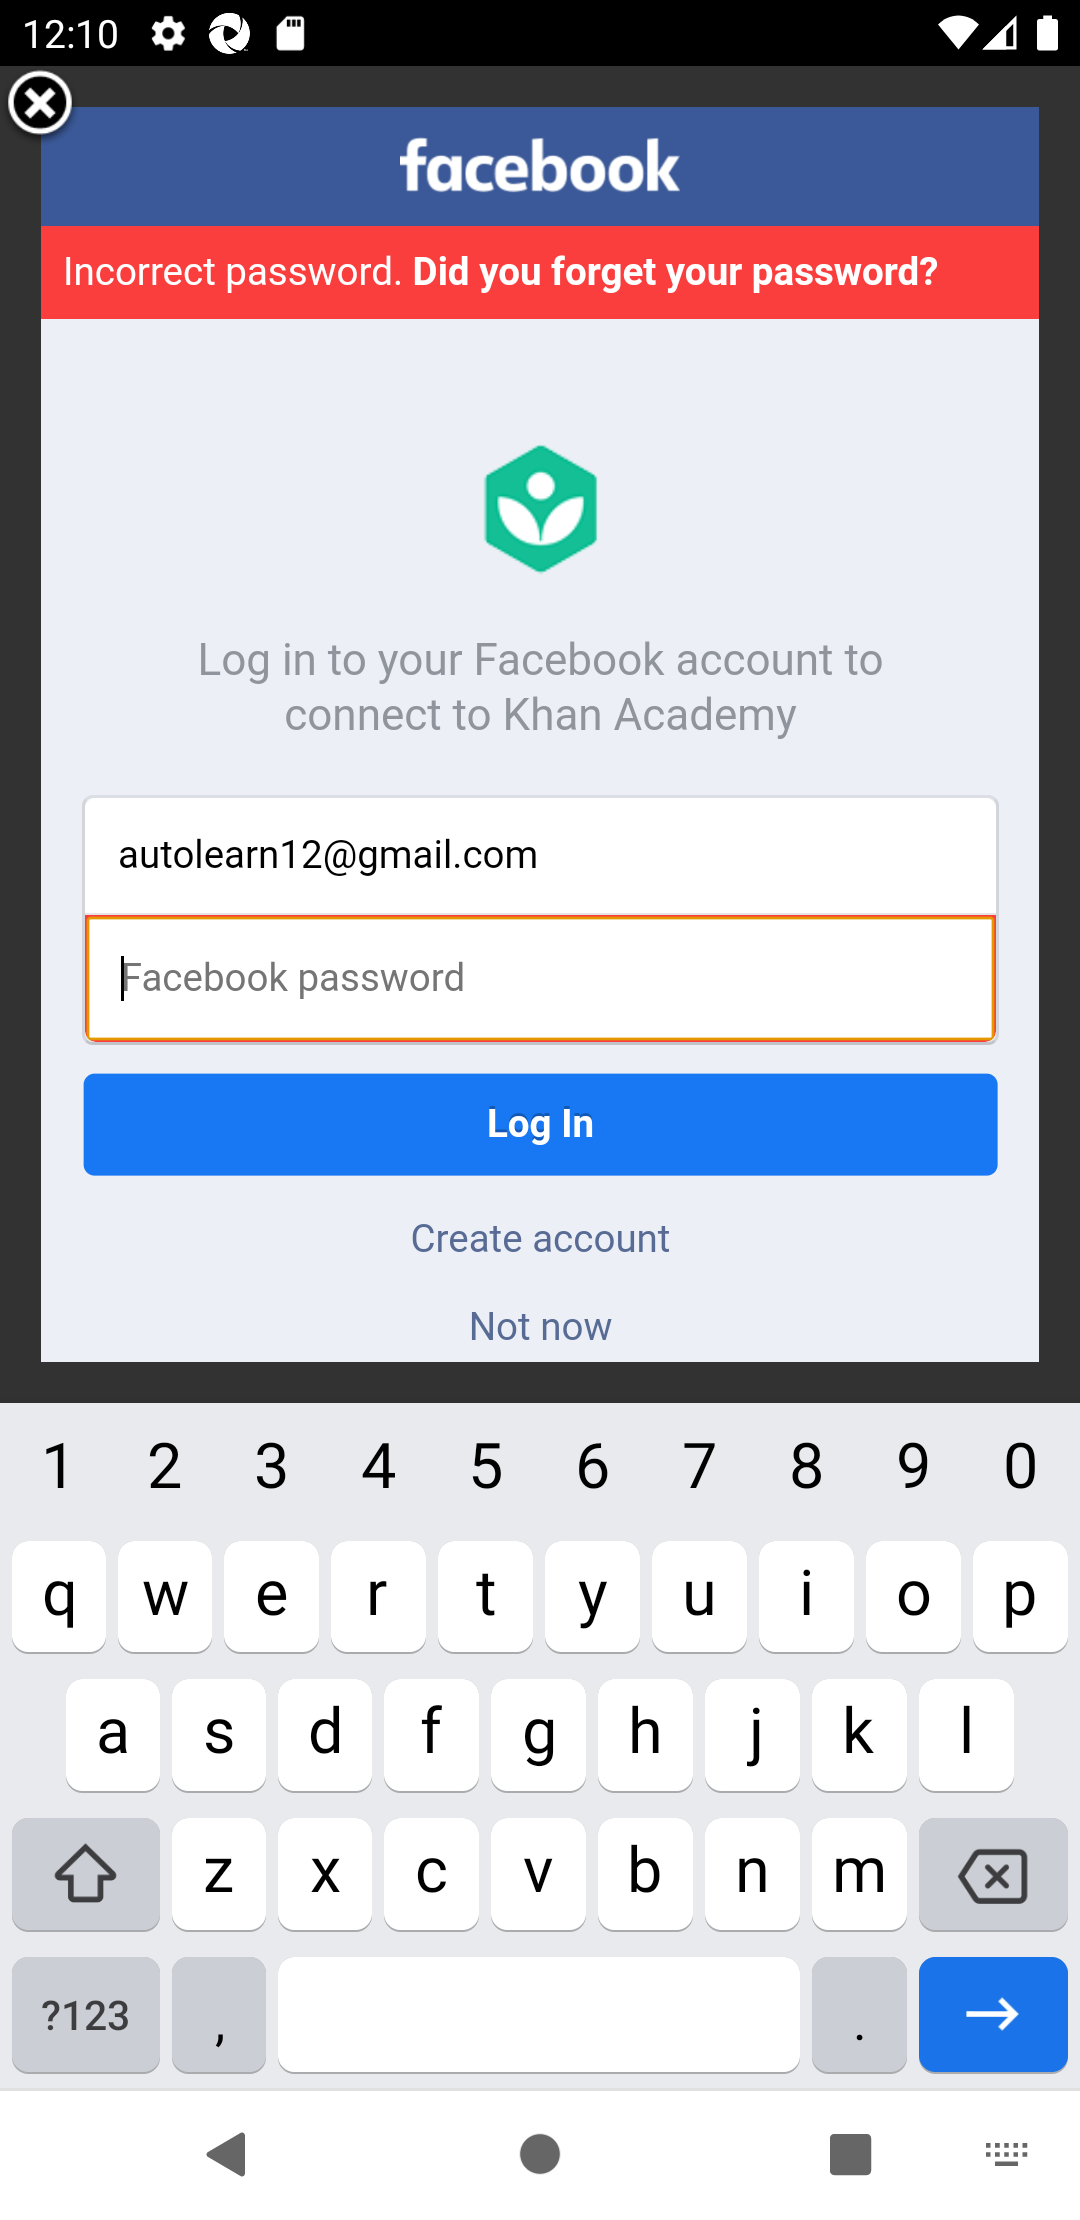 12:10
facebook
Incorrect password. Did you forget your password?
Log in to your Facebook account to
connect to Khan Academy
autolearn12@gmail.com
Facebook password
Log In
Create account
Not now
1 2 3 4 5 6 7 8 9 0
q w e r t y u i o p
a s d f g h j k l
z x c v b n m
?123 , .